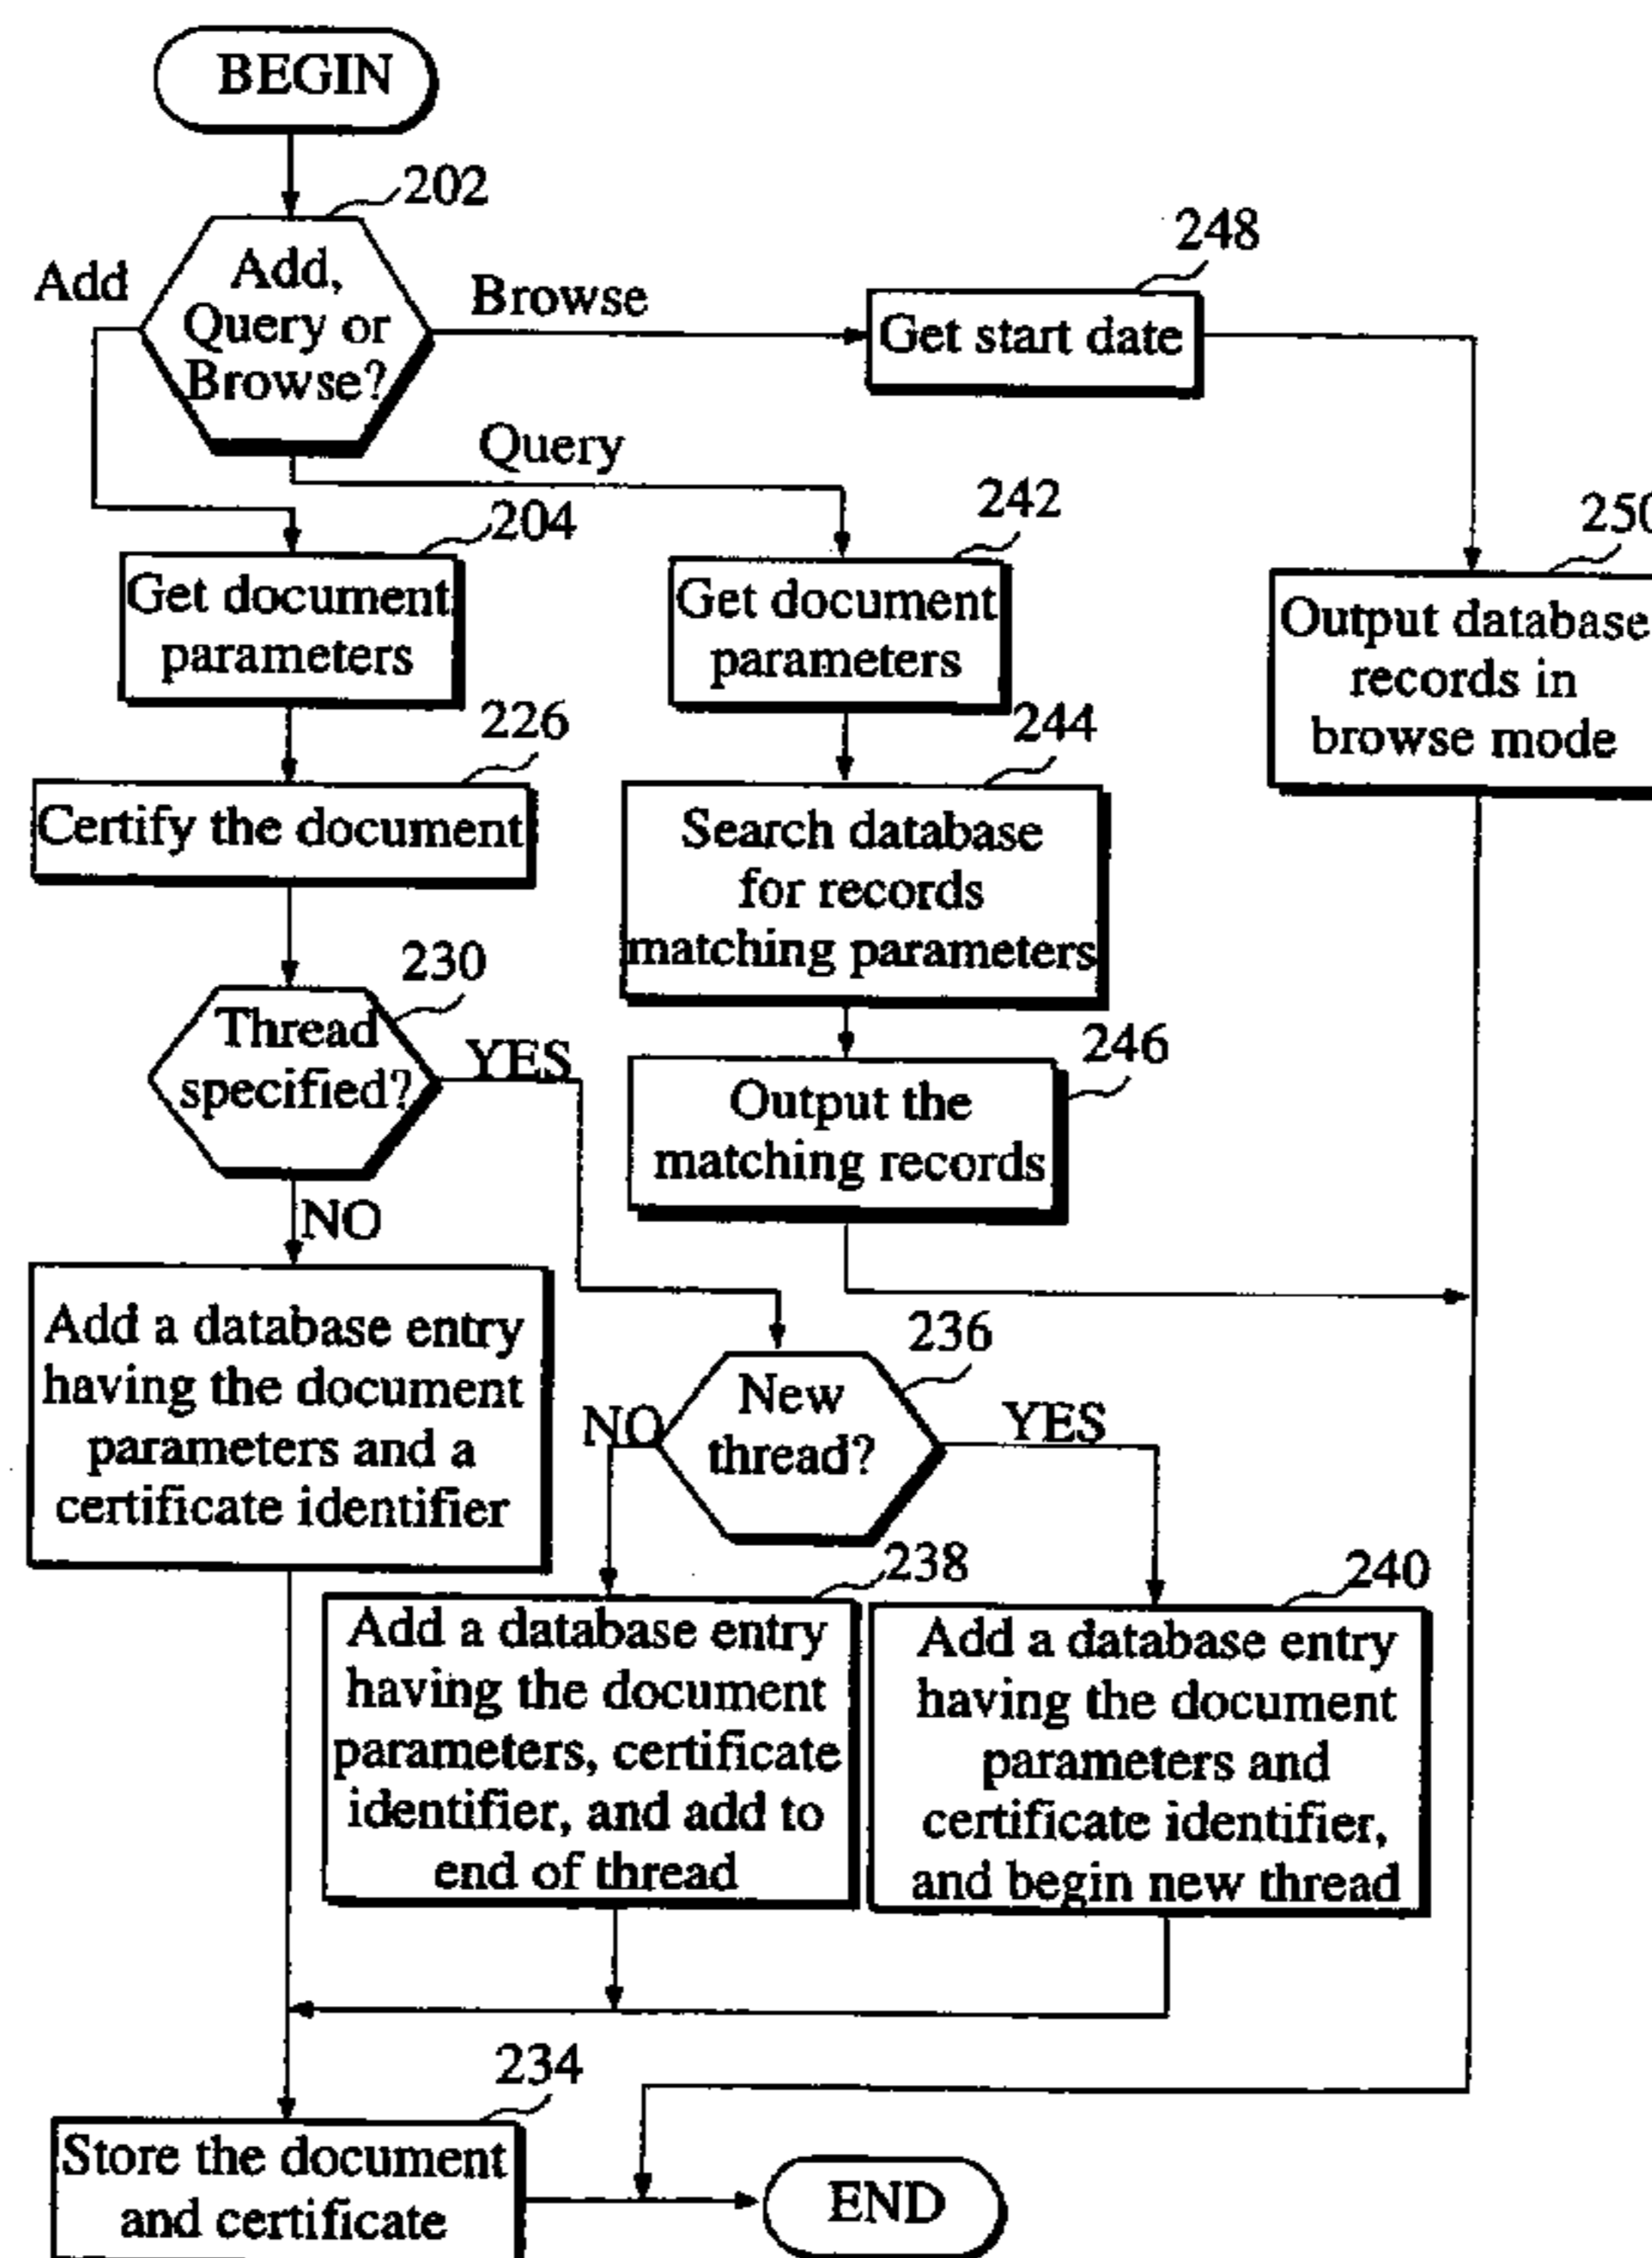 BEGIN
202
Add
Add,
Query or
Browse?
Browse
248
Get start date
Query
204
Get document
parameters
242
Get document
parameters
250
Output database
records in
browse mode
226
Certify the document
244
Search database
for records
matching parameters
230
Thread
specified?
YES
246
Output the
matching records
NO
Add a database entry
having the document
parameters and a
certificate identifier
236
New
thread?
NO
YES
238
Add a database entry
having the document
parameters, certificate
identifier, and add to
end of thread
240
Add a database entry
having the document
parameters and
certificate identifier,
and begin new thread
234
Store the document
and certificate
END